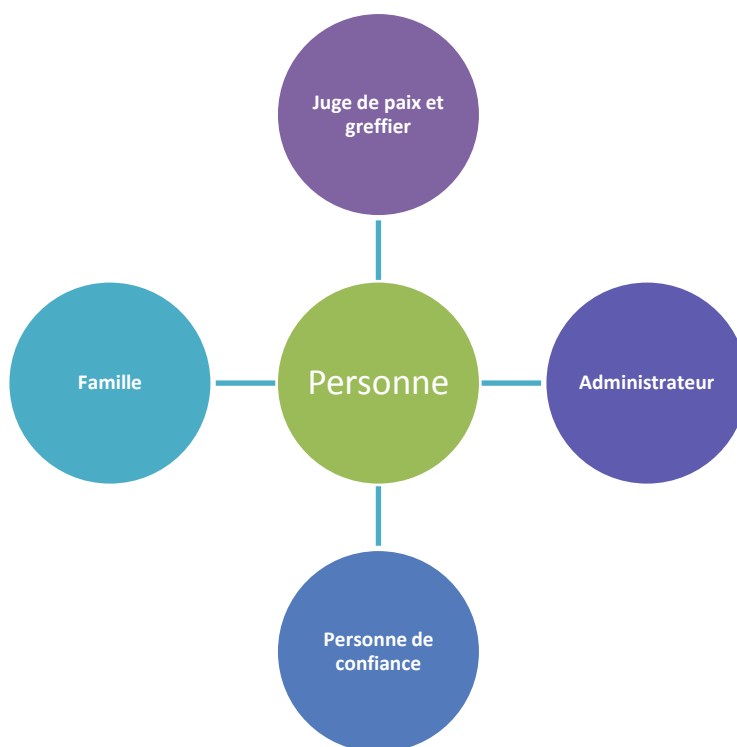 Juge de paix et
greffier
Famille
Personne
Administrateur
Personne de
confiance